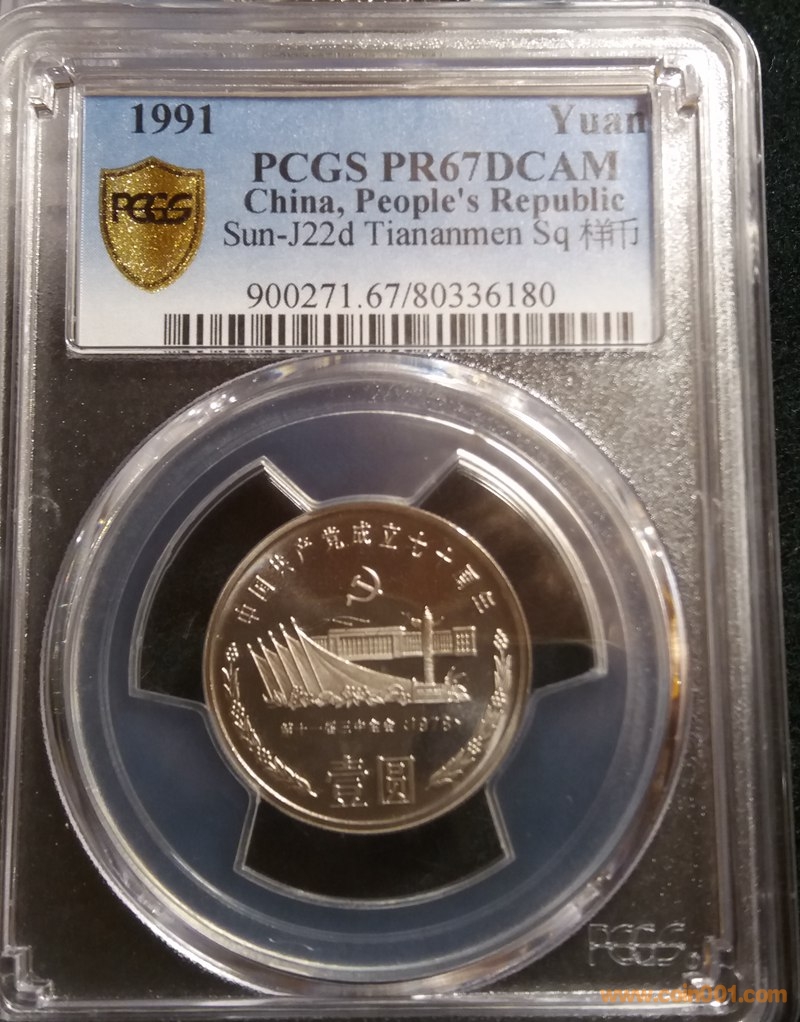 1991 Yuan
PCGS PR67DCAM
China, People's Republic
PCGS
Sun-J22d Tiananmen Sq 样币
900271.67/80336180
中国共产党成立七十周年
第十一届三中全会 (1978)
壹圆
PCGS
www.coin001.com